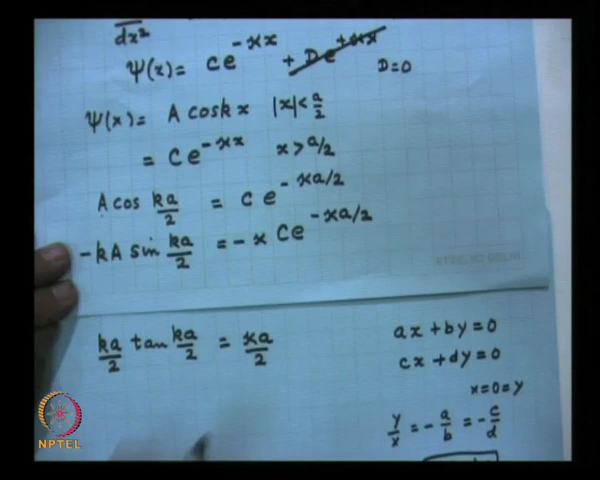 dx²
Ψ(x) = Ce^{-κx} + De^{+κx} D=0
Ψ(x) = A cos kx |x| < a/2
= Ce^{-κx} x > a/2
A cos ka/2 = Ce^{-κa/2}
-kA sin ka/2 = -κ Ce^{-κa/2}
ka/2 tan ka/2 = κa/2
ax + by = 0
cx + dy = 0
x = 0 = y
y/x = -a/b = -c/d
NPTEL